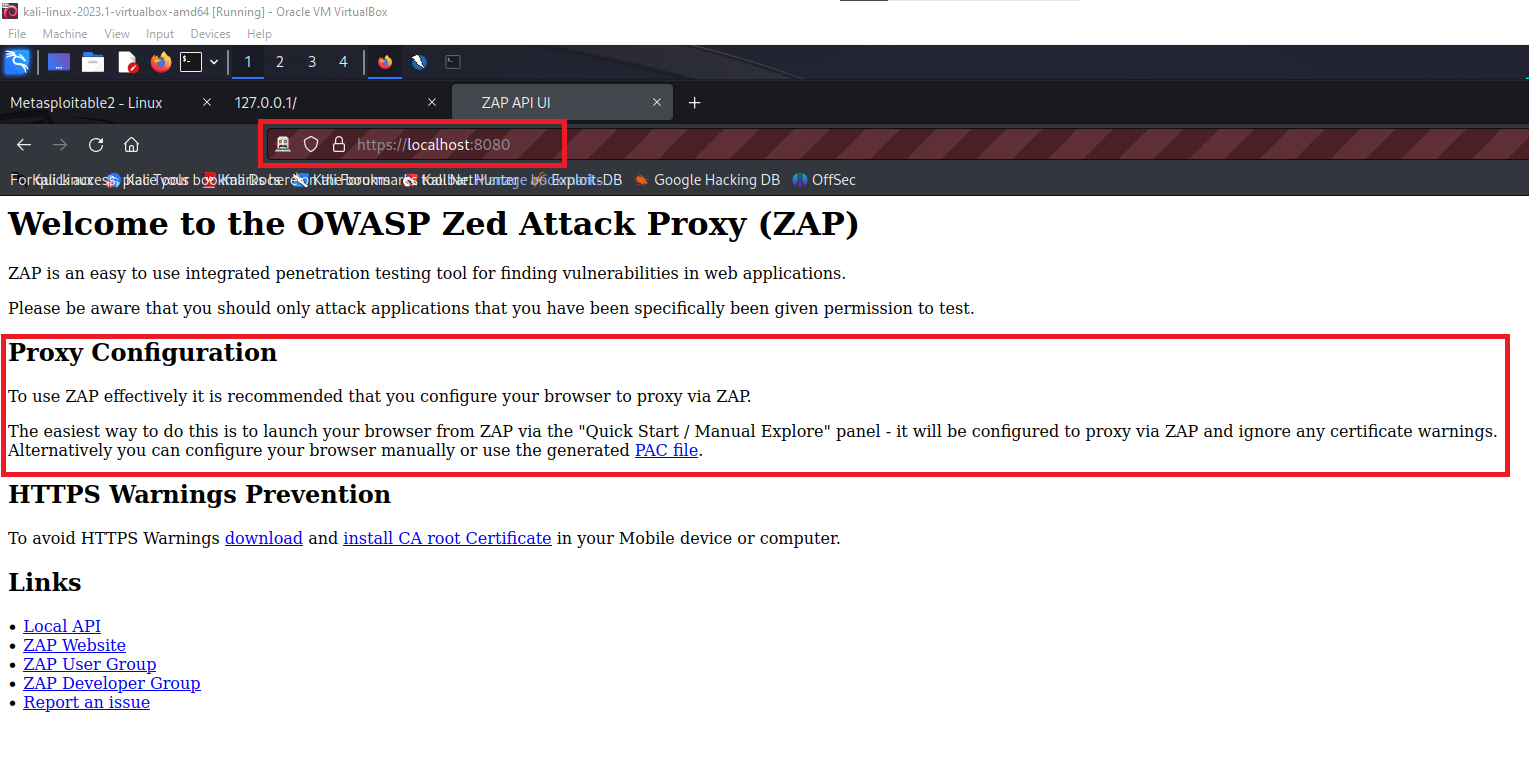 kali-linux-2023.1-virtualbox-amd64 [Running] - Oracle VM VirtualBox
File Machine View Input Devices Help
1 2 3 4
Metasploitable2 - Linux 127.0.0.1/ ZAP API UI
https://localhost:8080
Exploit-DB Google Hacking DB OffSec
Welcome to the OWASP Zed Attack Proxy (ZAP)
ZAP is an easy to use integrated penetration testing tool for finding vulnerabilities in web applications.
Please be aware that you should only attack applications that you have been specifically been given permission to test.
Proxy Configuration
To use ZAP effectively it is recommended that you configure your browser to proxy via ZAP.
The easiest way to do this is to launch your browser from ZAP via the "Quick Start / Manual Explore" panel - it will be configured to proxy via ZAP and ignore any certificate warnings.
Alternatively you can configure your browser manually or use the generated PAC file.
HTTPS Warnings Prevention
To avoid HTTPS Warnings download and install CA root Certificate in your Mobile device or computer.
Links
Local API
ZAP Website
ZAP User Group
ZAP Developer Group
Report an issue